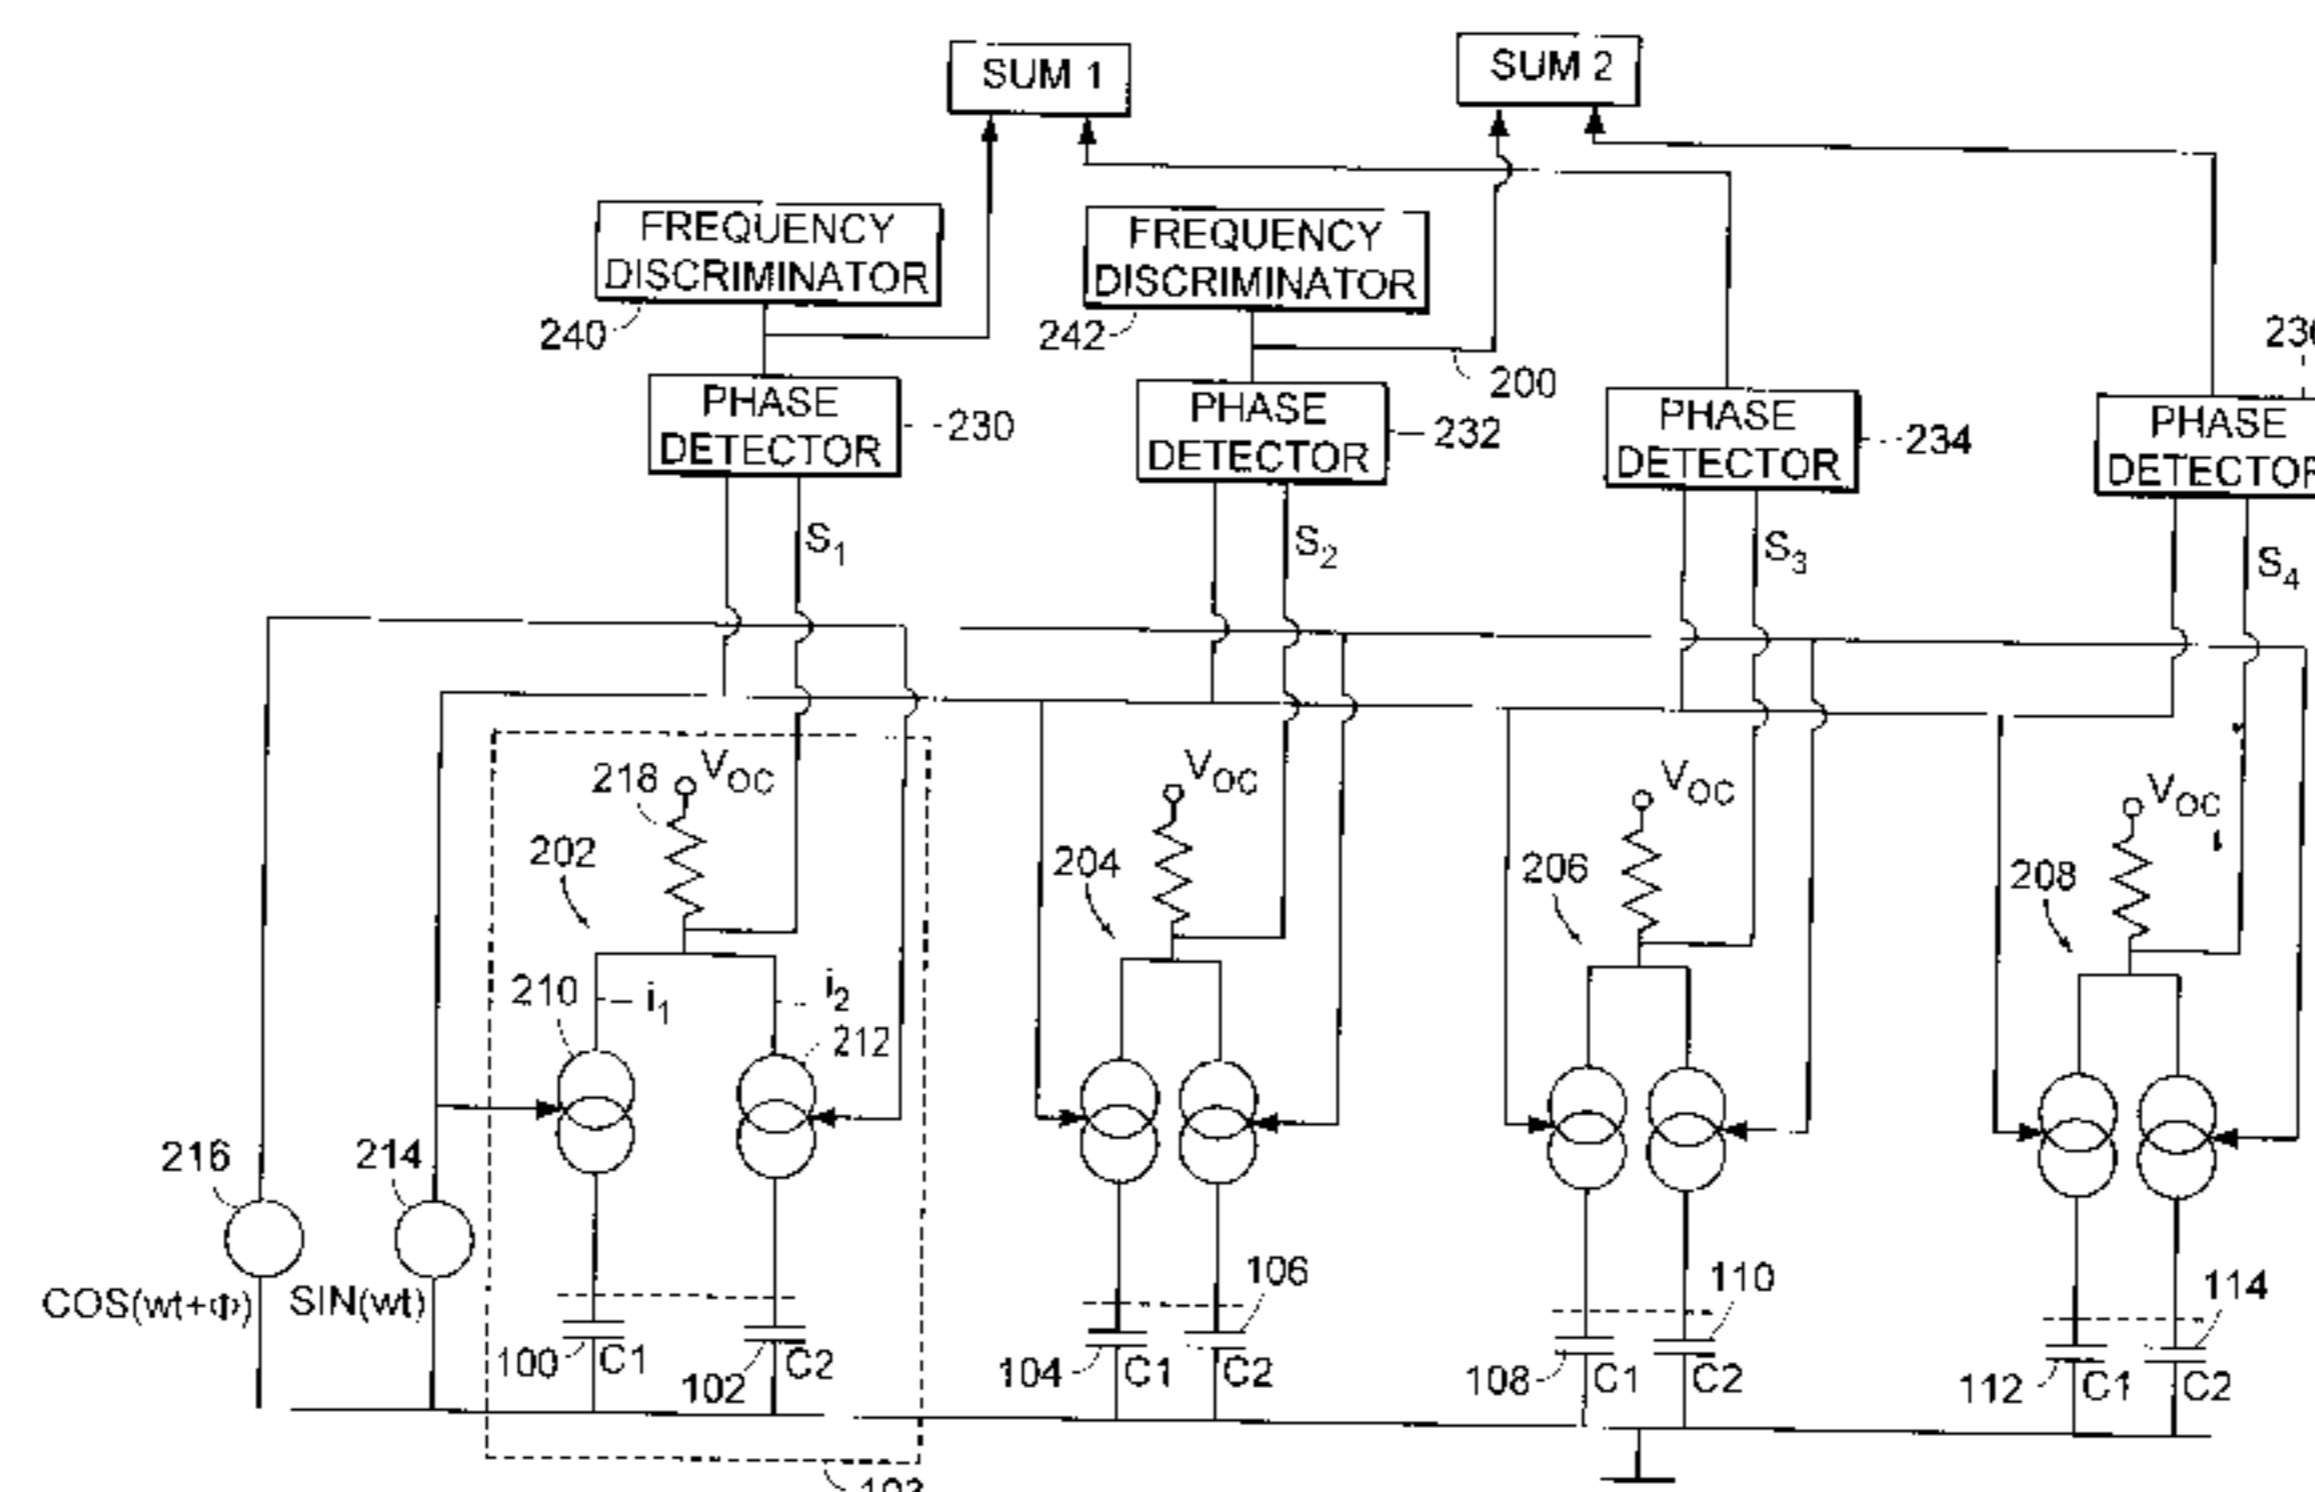 SUM 1
SUM 2
FREQUENCY
DISCRIMINATOR
FREQUENCY
DISCRIMINATOR
240
242
200
PHASE
DETECTOR
230
PHASE
DETECTOR
232
PHASE
DETECTOR
234
PHASE
DETECTOR
S1
S2
S3
S4
218
VOC
VOC
VOC
VOC
202
204
206
208
210
i1
i2
212
216
214
COS(wt+Φ)
SIN(wt)
100
C1
102
C2
104
C1
106
C2
108
C1
110
C2
112
C1
114
C2